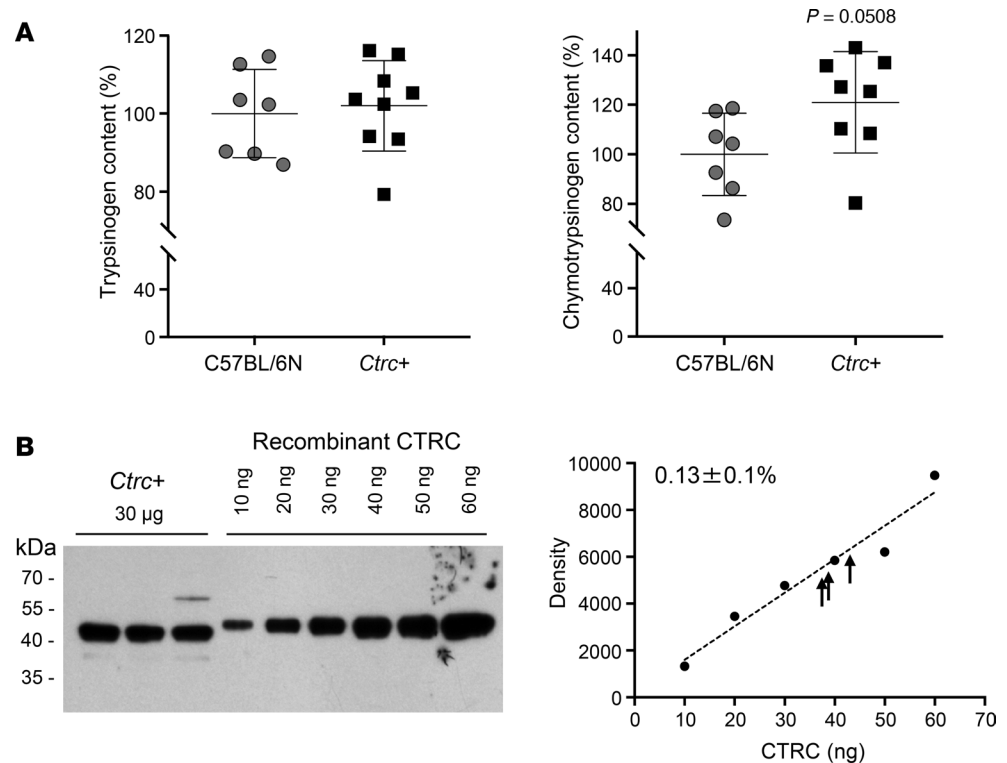 A
Trypsinogen content (%)
120
100
80
40
0
C57BL/6N
Ctrc+
P = 0.0508
Chymotrypsinogen content (%)
140
120
100
80
40
0
C57BL/6N
Ctrc+
B
Recombinant CTRC
Ctrc+
30 µg
10 ng
20 ng
30 ng
40 ng
50 ng
60 ng
kDa
70 -
55 -
40 -
35 -
0.13±0.1%
Density
10000
8000
6000
4000
2000
0
0 10 20 30 40 50 60 70
CTRC (ng)